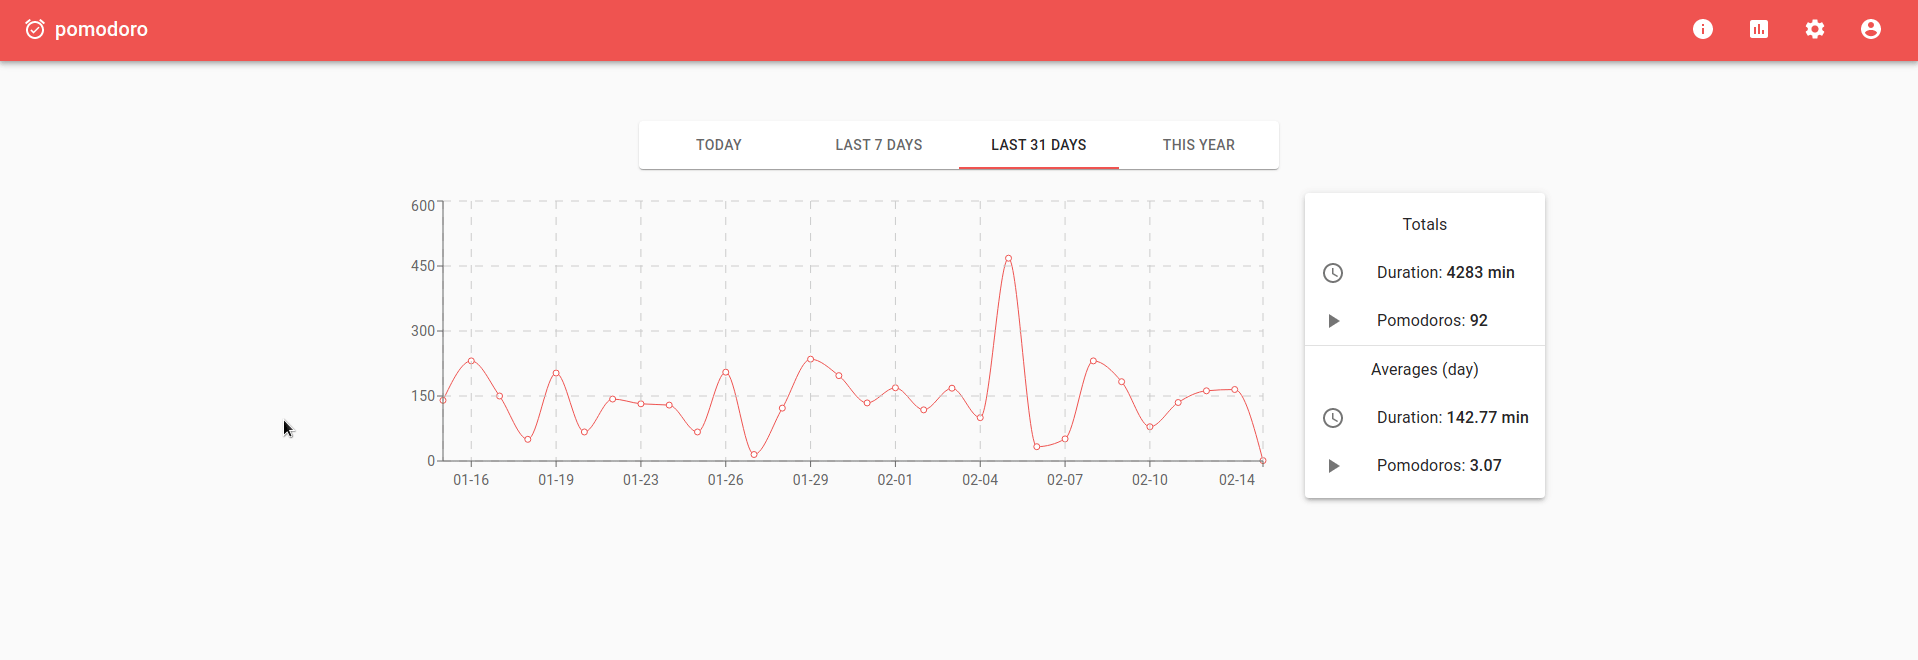 pomodoro
TODAY LAST 7 DAYS LAST 31 DAYS THIS YEAR
600
450
300
150
0
01-16 01-19 01-23 01-26 01-29 02-01 02-04 02-07 02-10 02-14
Totals
Duration: 4283 min
Pomodoros: 92
Averages (day)
Duration: 142.77 min
Pomodoros: 3.07